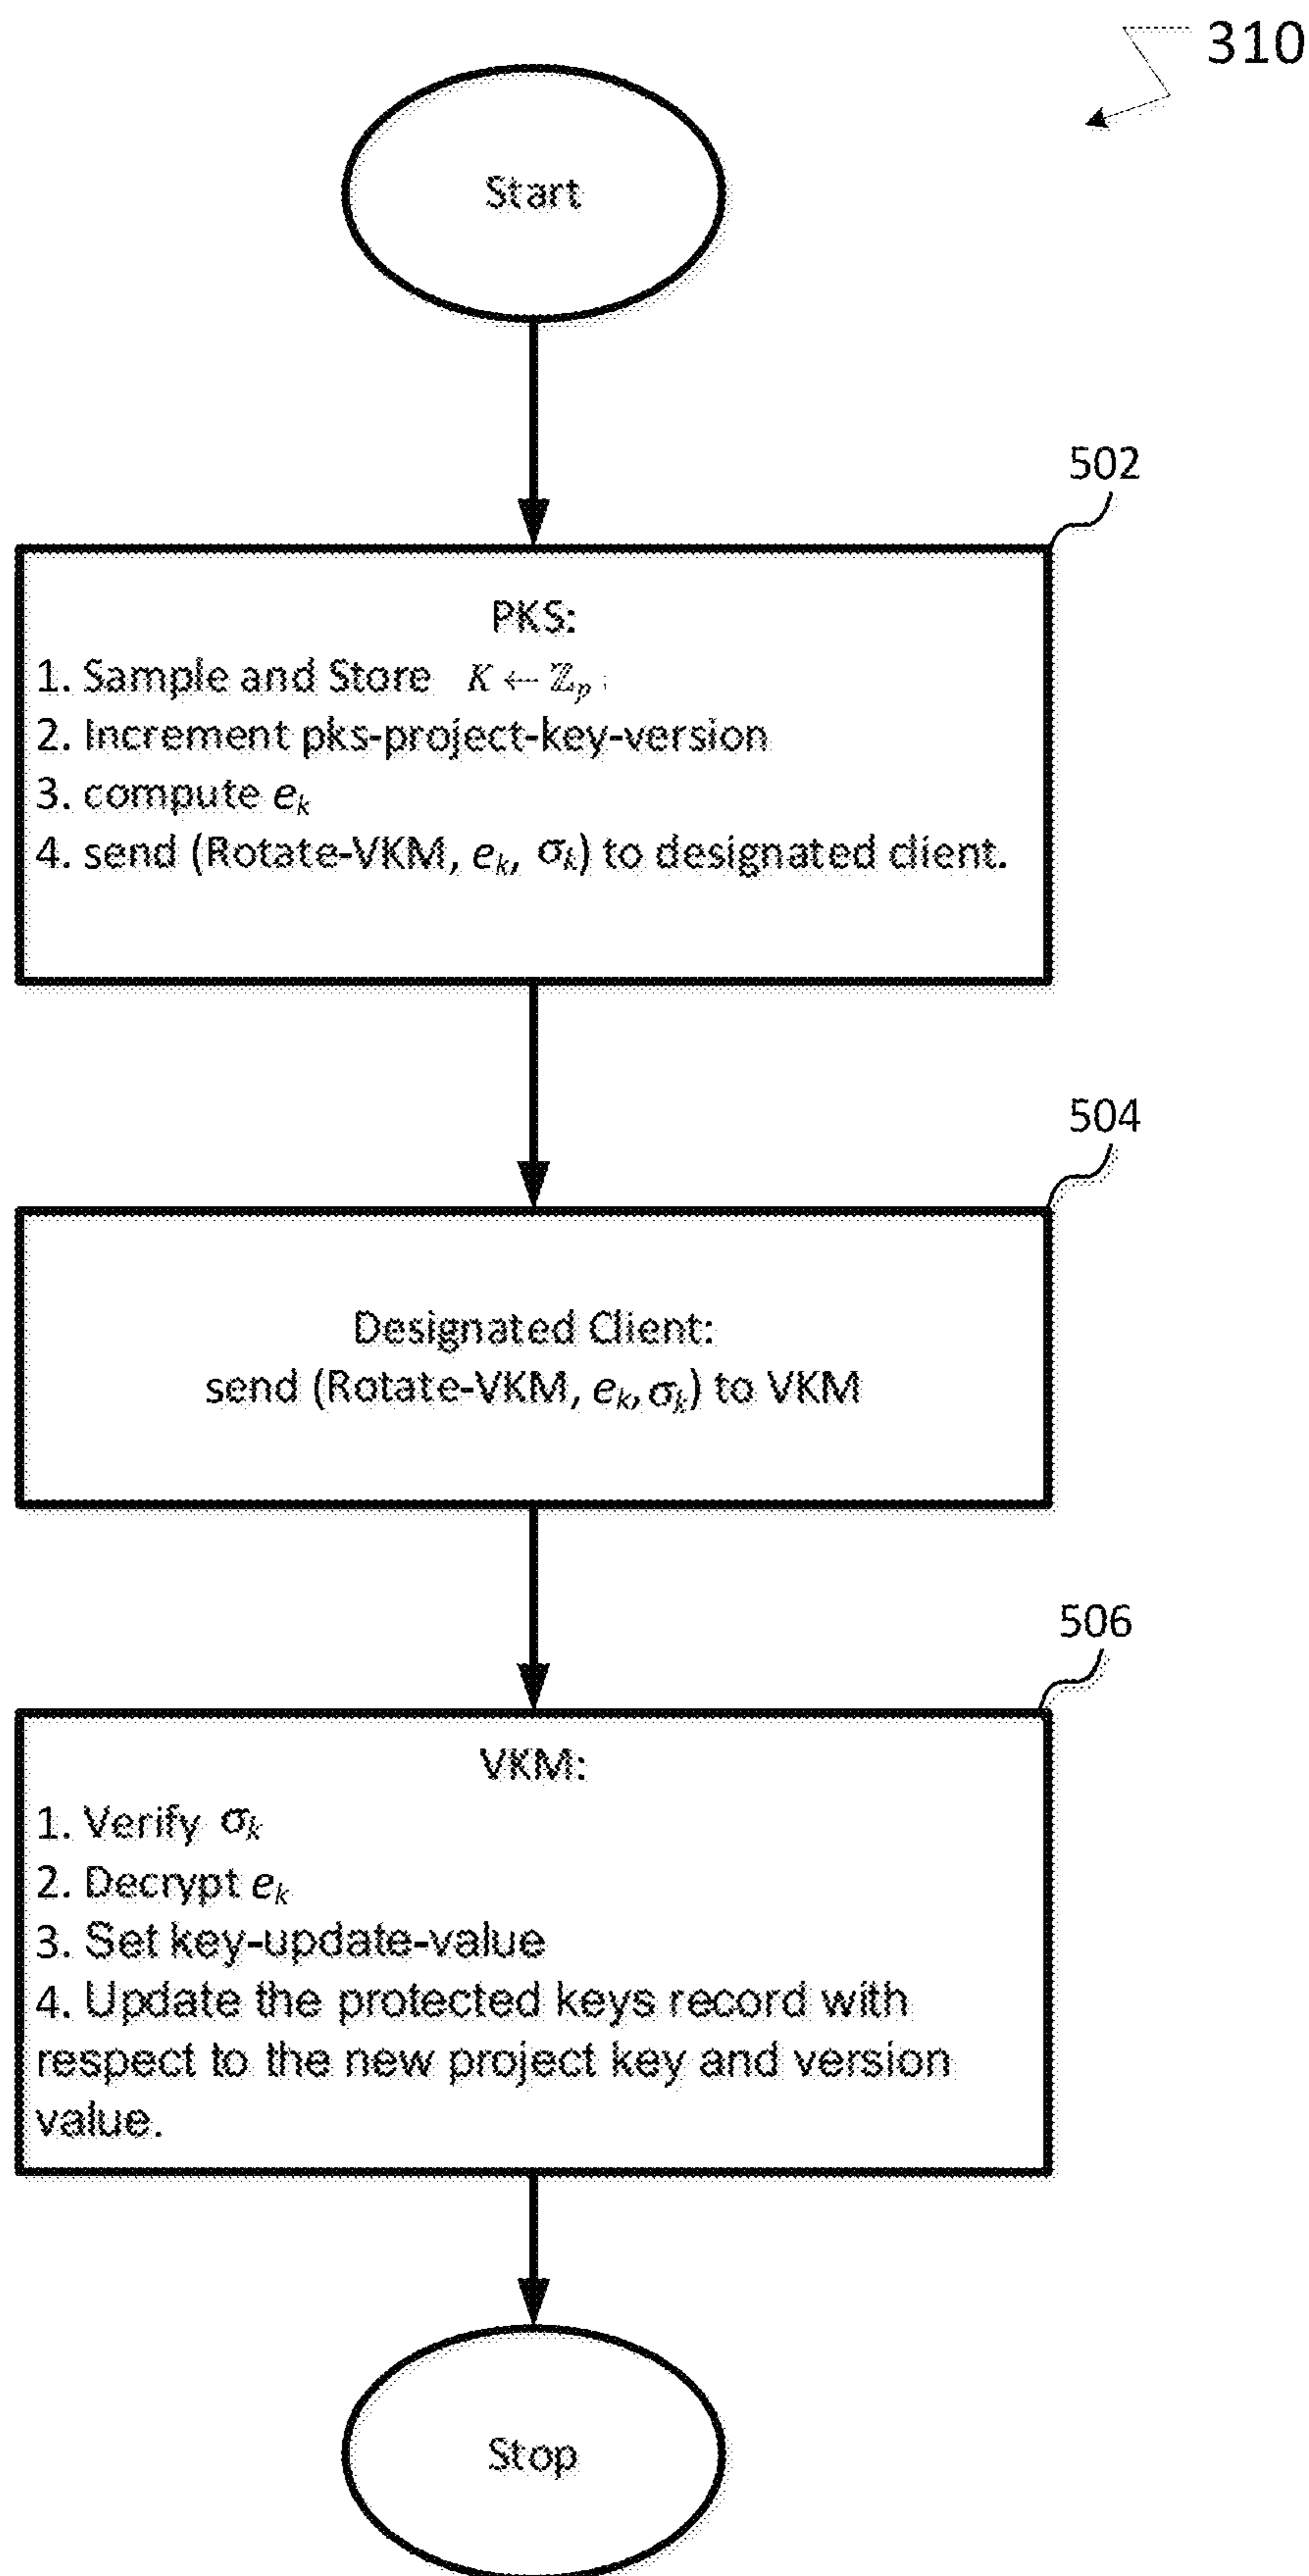 310
Start
502
PKS:
1. Sample and Store K ← ℤₚ
2. Increment pks-project-key-version
3. compute eₖ
4. send (Rotate-VKM, eₖ, σₖ) to designated client.
504
Designated Client:
send (Rotate-VKM, eₖ, σₖ) to VKM
506
VKM:
1. Verify σₖ
2. Decrypt eₖ
3. Set key-update-value
4. Update the protected keys record with
respect to the new project key and version
value.
Stop